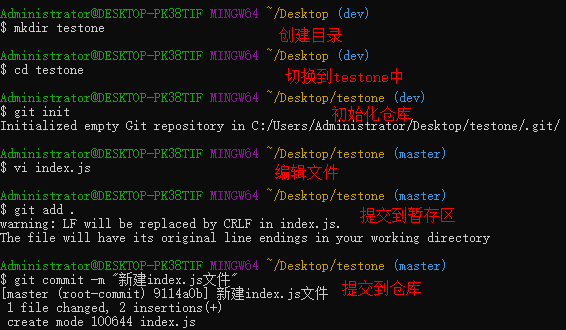 Administrator@DESKTOP-PK38TIF MINGW64 ~/Desktop (dev)
$ mkdir testone
创建目录
Administrator@DESKTOP-PK38TIF MINGW64 ~/Desktop (dev)
$ cd testone
切换到testone中
Administrator@DESKTOP-PK38TIF MINGW64 ~/Desktop/testone (dev)
$ git init
初始化仓库
Initialized empty Git repository in C:/Users/Administrator/Desktop/testone/.git/
Administrator@DESKTOP-PK38TIF MINGW64 ~/Desktop/testone (master)
$ vi index.js
编辑文件
Administrator@DESKTOP-PK38TIF MINGW64 ~/Desktop/testone (master)
$ git add .
提交到暂存区
warning: LF will be replaced by CRLF in index.js.
The file will have its original line endings in your working directory
Administrator@DESKTOP-PK38TIF MINGW64 ~/Desktop/testone (master)
$ git commit -m "新建index.js文件"
提交到仓库
[master (root-commit) 9114a0b] 新建index.js文件
1 file changed, 2 insertions(+)
create mode 100644 index.js